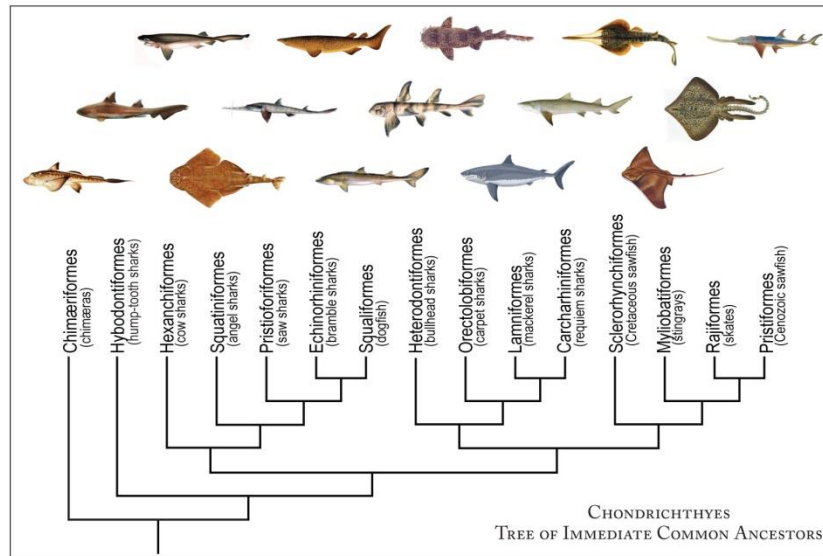 Chimæriformes
(chimæras)
Hybodontiformes
(hump-tooth sharks)
Hexanchiformes
(cow sharks)
Squatiniformes
(angel sharks)
Pristioforiformes
(saw sharks)
Echinorhiniformes
(bramble sharks)
Squaliformes
(dogfish)
Heterodontiformes
(bullhead sharks)
Orectolobiformes
(carpet sharks)
Lamniformes
(mackerel sharks)
Carcharhiniformes
(requiem sharks)
Sclerorhynchiformes
(Cretaceous sawfish)
Myliobatiformes
(stingrays)
Rajiformes
(skates)
Pristiformes
(Cenozoic sawfish)
Chondrichthyes
Tree of Immediate Common Ancestors